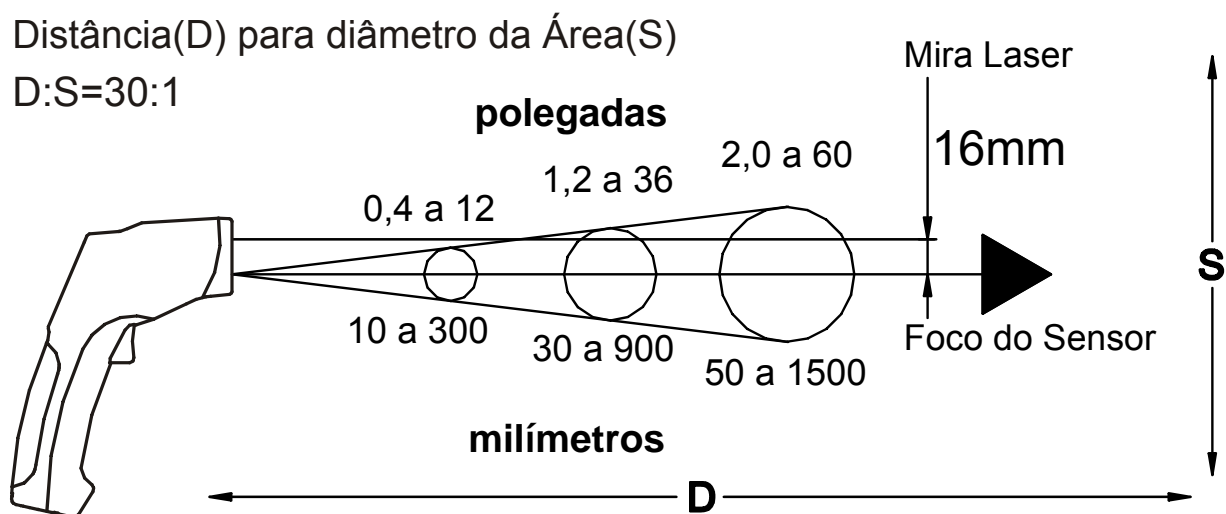 Distância(D) para diâmetro da Área(S)
D:S=30:1
Mira Laser
polegadas
16mm
2,0 a 60
1,2 a 36
0,4 a 12
S
10 a 300
30 a 900
Foco do Sensor
50 a 1500
milímetros
D